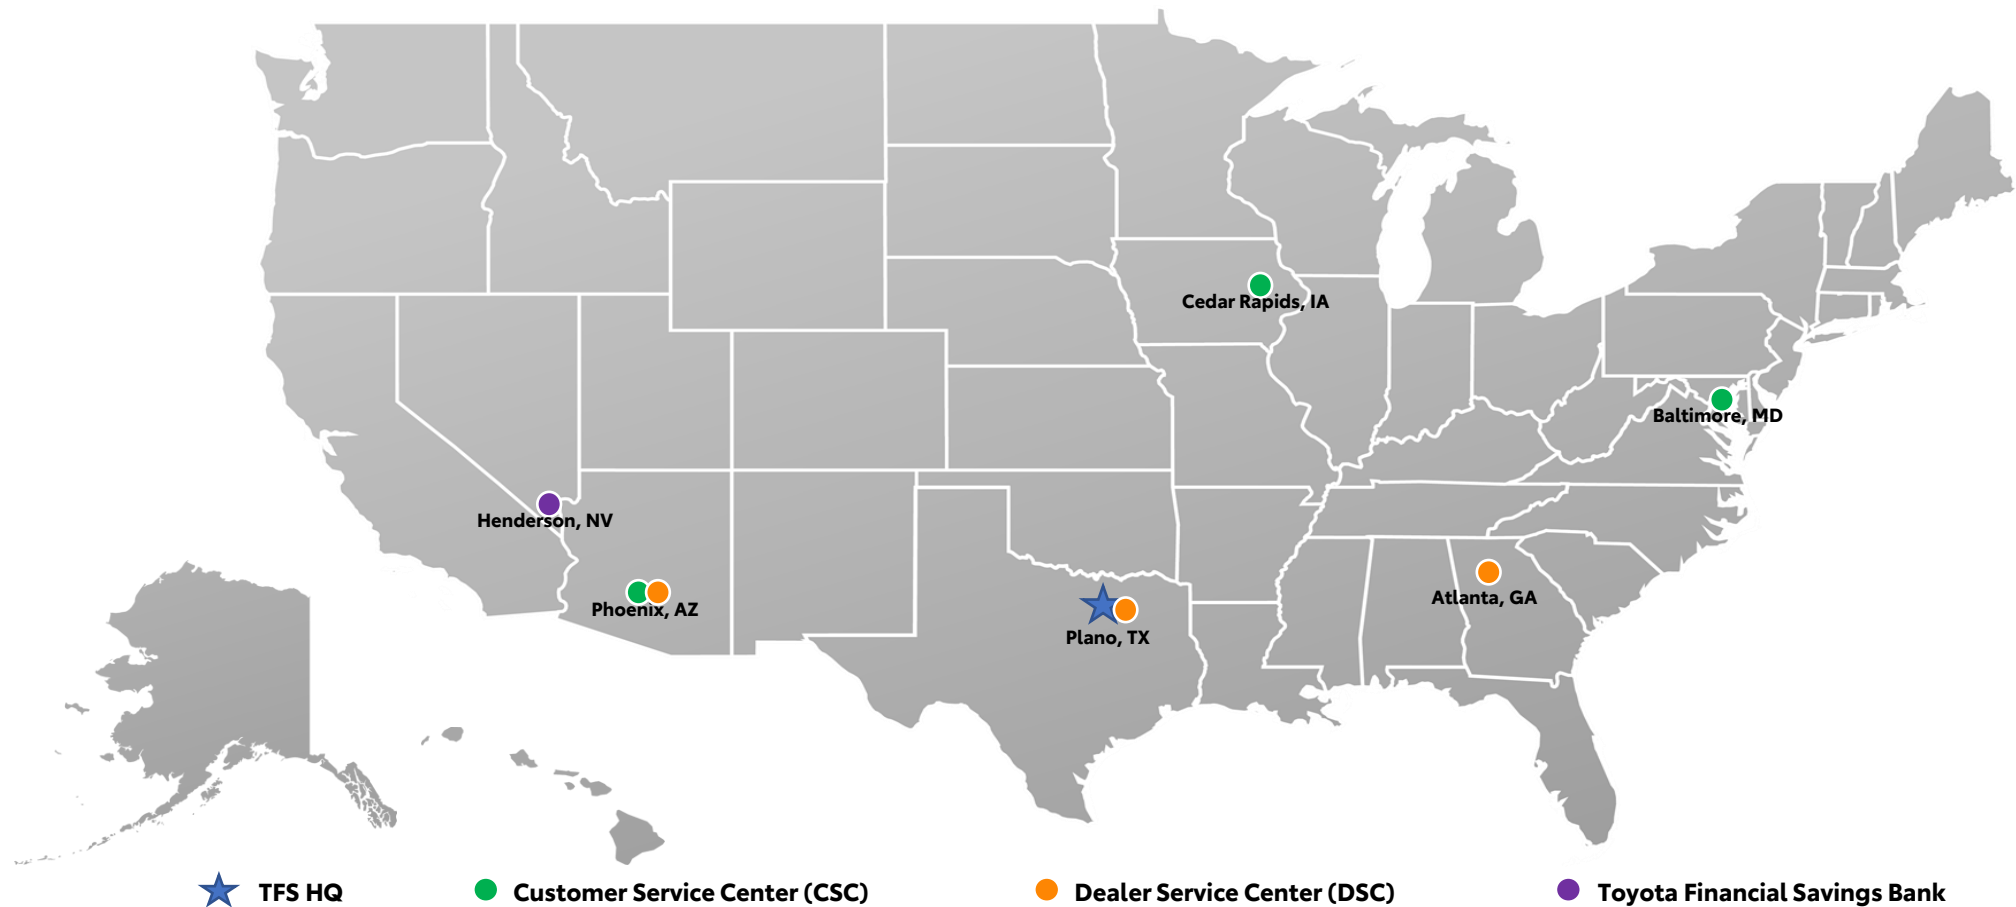 Cedar Rapids, IA
Baltimore, MD
Henderson, NV
Phoenix, AZ
Plano, TX
Atlanta, GA
TFS HQ
Customer Service Center (CSC)
Dealer Service Center (DSC)
Toyota Financial Savings Bank